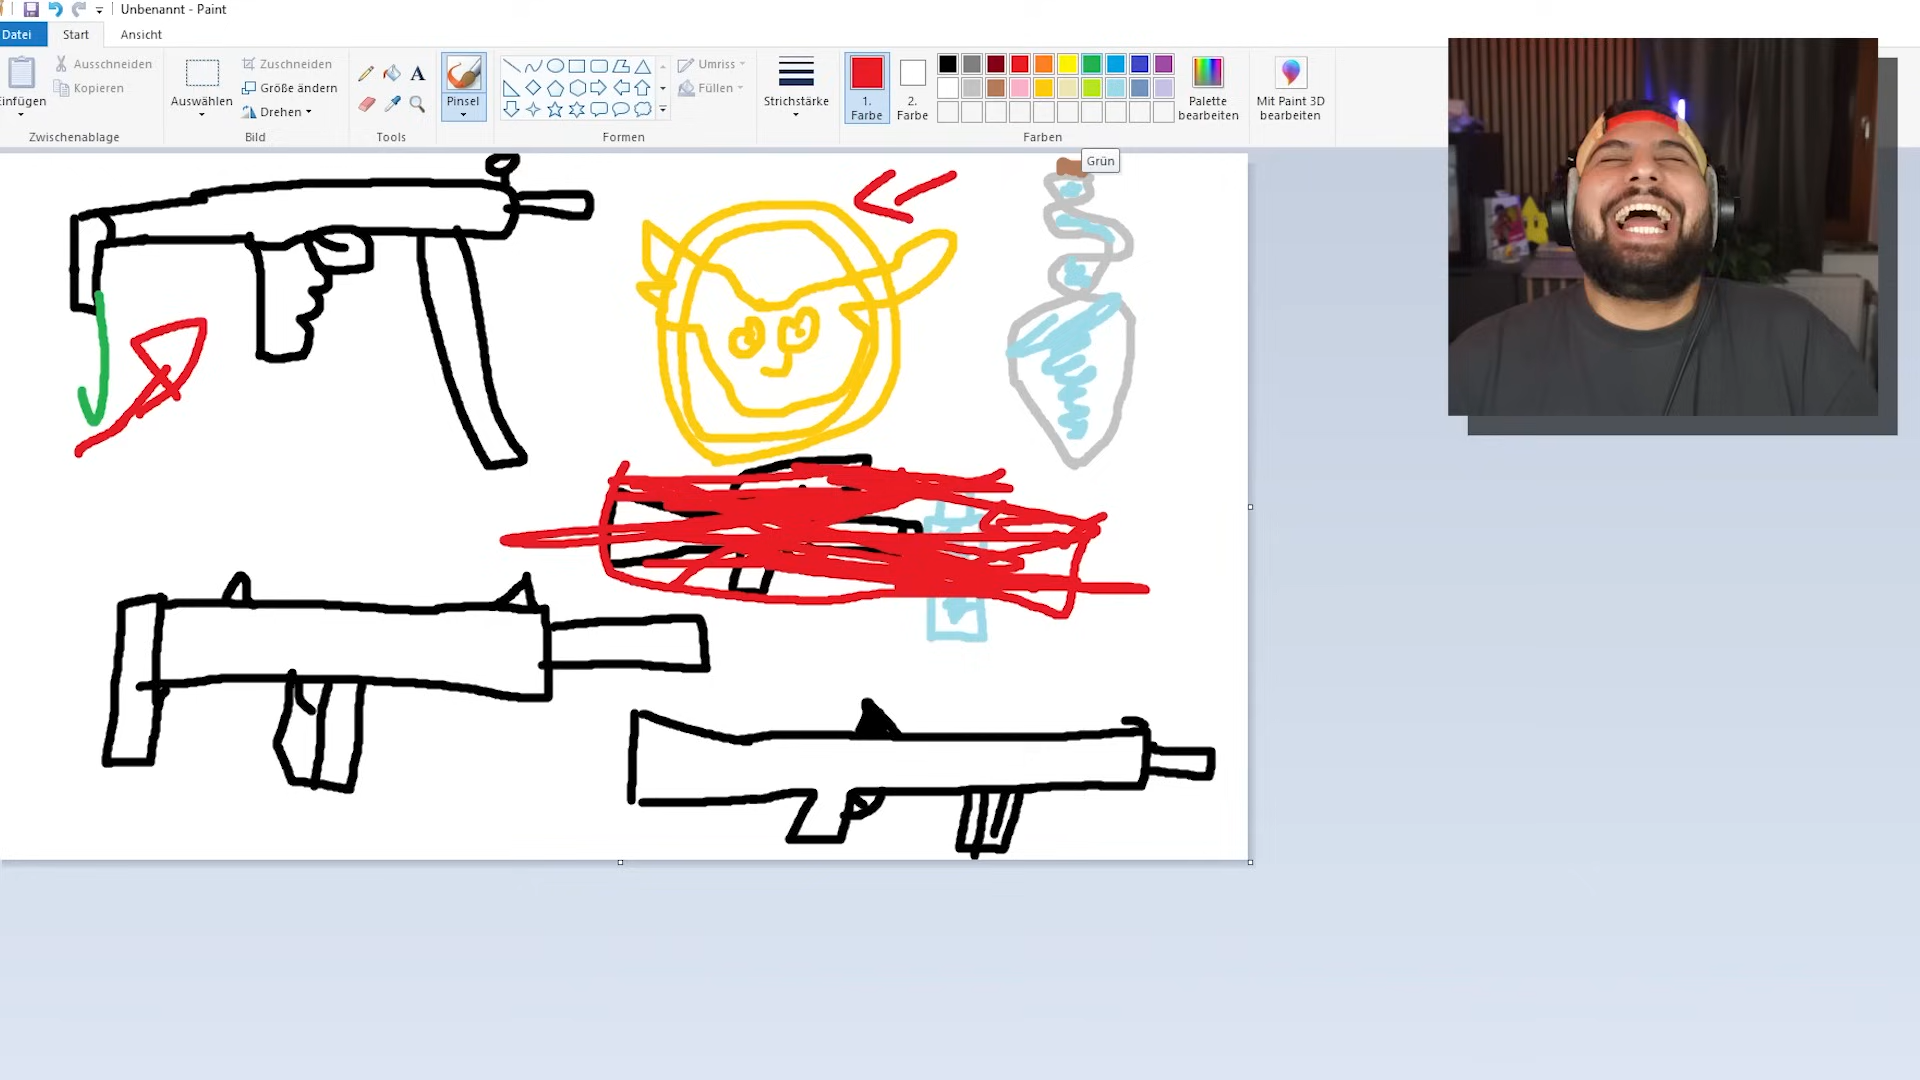 Unbenannt - Paint
Datei Start Ansicht
Einfügen
Ausschneiden
Kopieren
Zwischenablage
Auswählen
Zuschneiden
Größe ändern
Drehen
Bild
A
Tools
Pinsel
Umriss
Füllen
Formen
Strichstärke
1.
Farbe
2.
Farbe
Palette
bearbeiten
Mit Paint 3D
bearbeiten
Farben
Grün